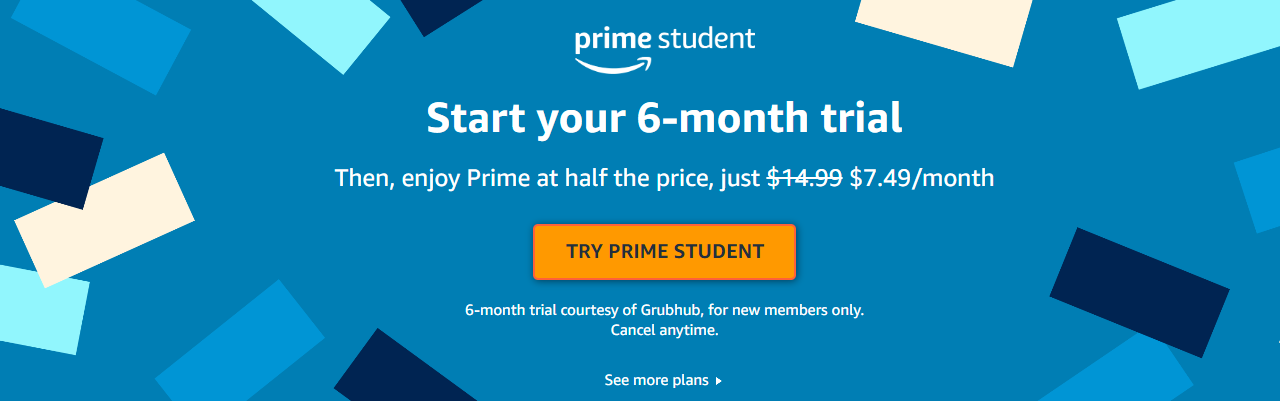 prime student
Start your 6-month trial
Then, enjoy Prime at half the price, just $14.99 $7.49/month
TRY PRIME STUDENT
6-month trial courtesy of Grubhub, for new members only.
Cancel anytime.
See more plans